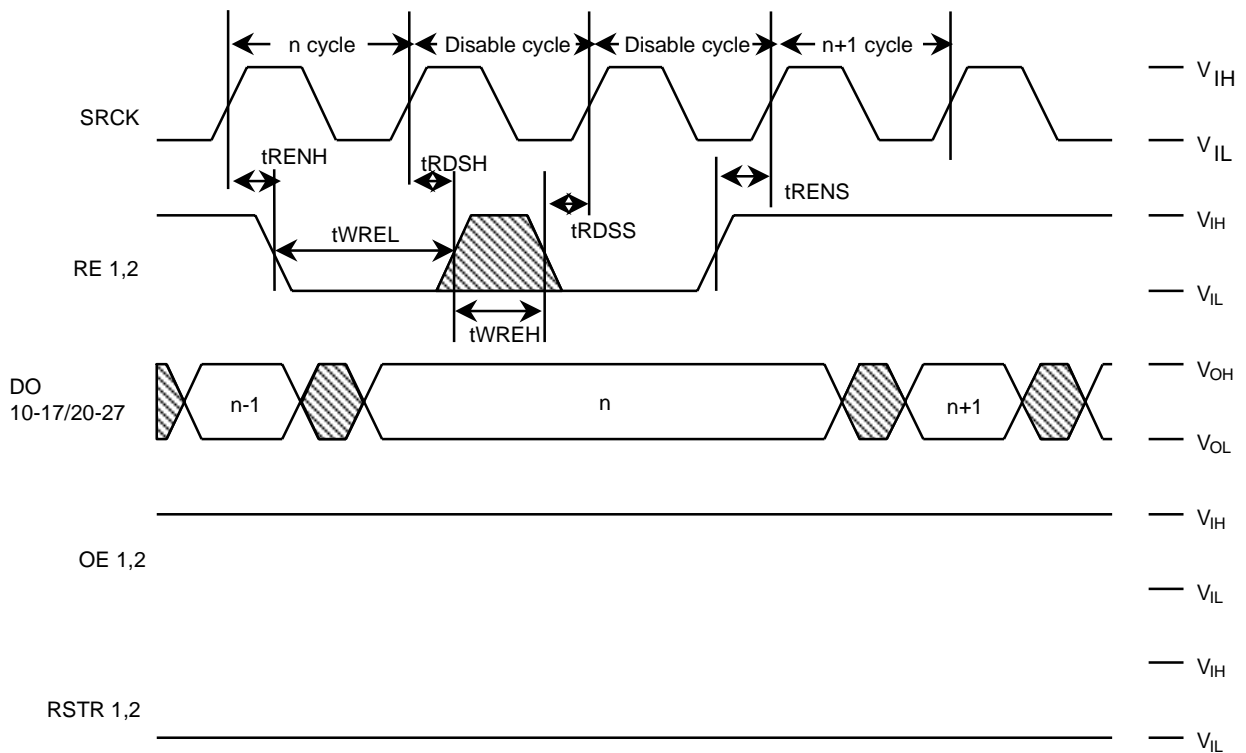 n cycle Disable cycle Disable cycle n+1 cycle
VIH
SRCK
VIL
tRENH tRDSH tRENS
VIH
tWREL tRDSS
RE 1,2
VIL
tWREH
VOH
DO
10-17/20-27
n-1 n n+1
VOL
VIH
OE 1,2
VIL
VIH
RSTR 1,2
VIL